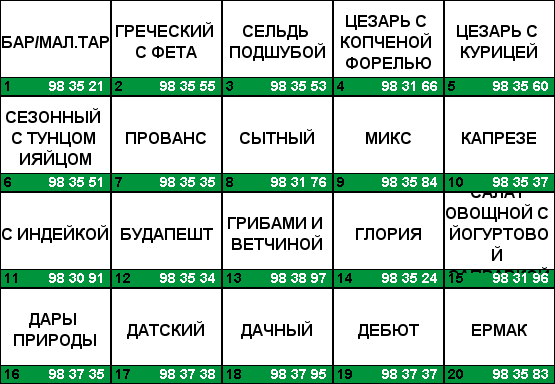 БАР/МАЛ.ТАР
1 98 35 21
ГРЕЧЕСКИЙ
С ФЕТА
2 98 35 55
СЕЛЬДЬ
ПОДШУБОЙ
3 98 35 53
ЦЕЗАРЬ С
КОПЧЕНОЙ
ФОРЕЛЬЮ
4 98 31 66
ЦЕЗАРЬ С
КУРИЦЕЙ
5 98 35 60
СЕЗОННЫЙ
С ТУНЦОМ
ИЯЙЦОМ
6 98 35 51
ПРОВАНС
7 98 35 35
СЫТНЫЙ
8 98 31 76
МИКС
9 98 35 84
КАПРЕЗЕ
10 98 35 37
С ИНДЕЙКОЙ
11 98 30 91
БУДАПЕШТ
12 98 35 34
ГРИБАМИ И
ВЕТЧИНОЙ
13 98 38 97
ГЛОРИЯ
14 98 35 24
САЛАТ
ОВОЩНОЙ С
ЙОГУРТОВО
Й
15 98 31 96
ДАРЫ
ПРИРОДЫ
16 98 37 35
ДАТСКИЙ
17 98 37 38
ДАЧНЫЙ
18 98 37 95
ДЕБЮТ
19 98 37 37
ЕРМАК
20 98 35 83